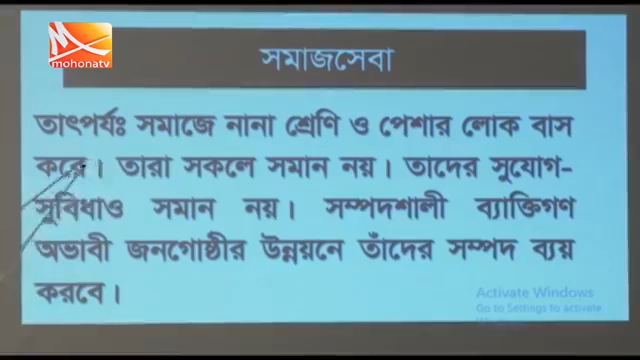 mohonatv
সমাজসেবা
তাৎপর্যঃ সমাজে নানা শ্রেণি ও পেশার লোক বাস
করে। তারা সকলে সমান নয়। তাদের সুযোগ-
সুবিধাও সমান নয়। সম্পদশালী ব্যাক্তিগণ
অভাবী জনগোষ্ঠীর উন্নয়নে তাঁদের সম্পদ ব্যয়
করবে।
Activate Windows
Go to Settings to activate